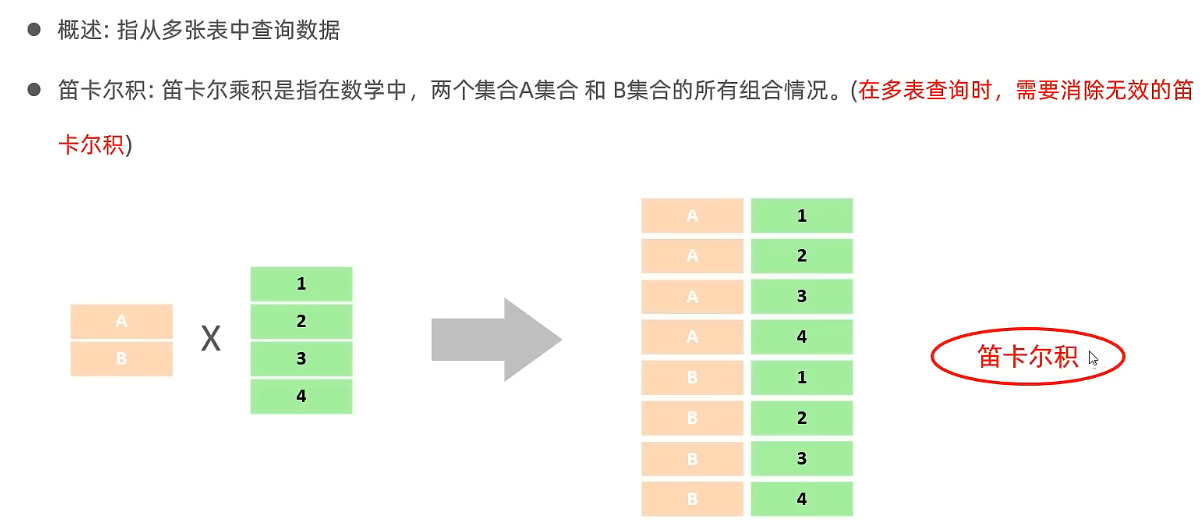 概述: 指从多张表中查询数据
笛卡尔积: 笛卡尔乘积是指在数学中，两个集合A集合 和 B集合的所有组合情况。(在多表查询时，需要消除无效的笛
卡尔积)
A
B
X
1
2
3
4
A 1
A 2
A 3
A 4
B 1
B 2
B 3
B 4
笛卡尔积